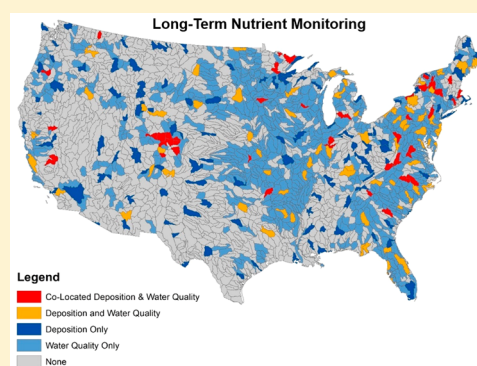 Long-Term Nutrient Monitoring
Legend
Co-Located Deposition & Water Quality
Deposition and Water Quality
Deposition Only
Water Quality Only
None